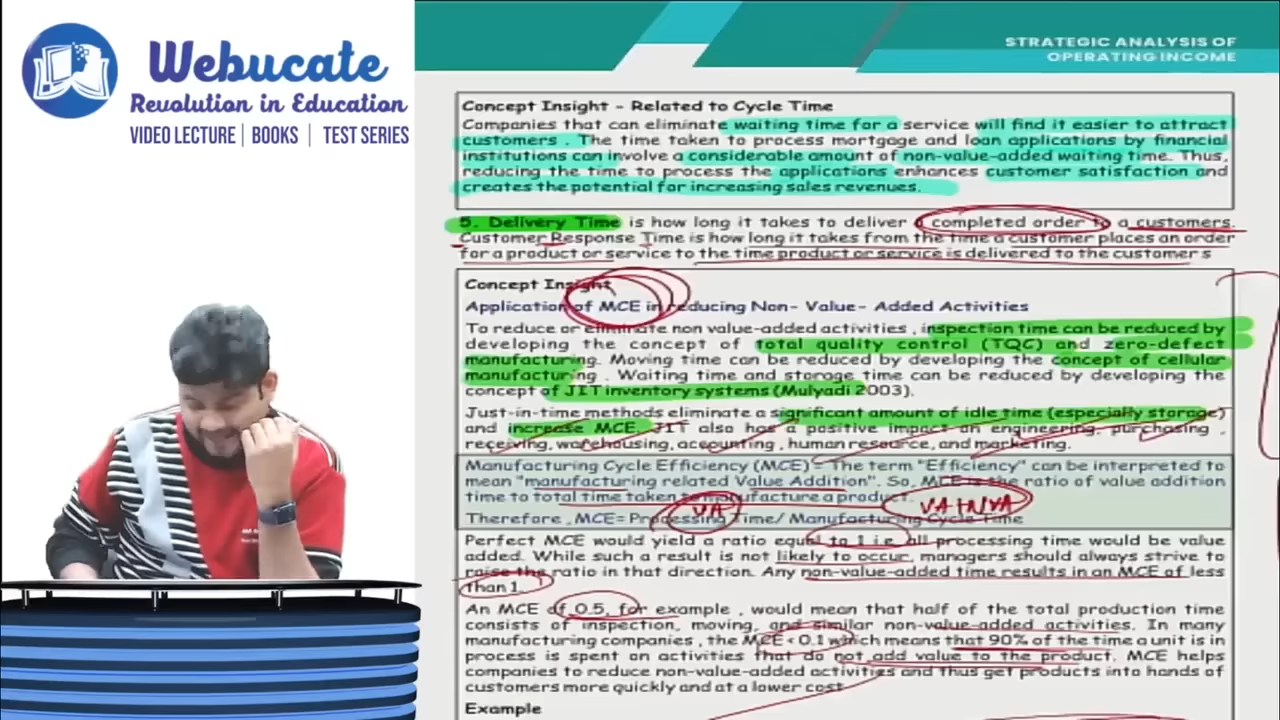 Webucate
Revolution in Education
VIDEO LECTURE | BOOKS | TEST SERIES
STRATEGIC ANALYSIS OF
OPERATING INCOME
Concept Insight - Related to Cycle Time
Companies that can eliminate waiting time for a service will find it easier to attract
customers . The time taken to process mortgage and loan applications by financial
institutions can involve a considerable amount of non-value-added waiting time. Thus,
reducing the time to process the applications enhances customer satisfaction and
creates the potential for increasing sales revenues.
5. Delivery Time is how long it takes to deliver a completed order to a customers.
Customer Response Time is how long it takes from the time a customer places an order
for a product or service to the time product or service is delivered to the customer's
Concept Insight
Application of MCE in reducing Non- Value- Added Activities
To reduce or eliminate non value-added activities , inspection time can be reduced by
developing the concept of total quality control (TQC) and zero-defect
manufacturing. Moving time can be reduced by developing the concept of cellular
manufacturing . Waiting time and storage time can be reduced by developing the
concept of JIT inventory systems (Mulyadi 2003).
Just-in-time methods eliminate a significant amount of idle time (especially storage)
and increase MCE. JIT also has a positive impact on engineering, purchasing ,
receiving, warehousing, accounting , human resource, and marketing.
Manufacturing Cycle Efficiency (MCE) = The term "Efficiency" can be interpreted to
mean "manufacturing related Value Addition". So, MCE is the ratio of value addition
time to total time taken to manufacture a product.
VA VA+NVA
Therefore , MCE= Processing Time/ Manufacturing Cycle Time
Perfect MCE would yield a ratio equal to 1 i.e all processing time would be value
added. While such a result is not likely to occur, managers should always strive to
raise the ratio in that direction. Any non-value-added time results in an MCE of less
than 1.
An MCE of 0.5, for example , would mean that half of the total production time
consists of inspection, moving, and similar non-value-added activities. In many
manufacturing companies , the MCE < 0.1 which means that 90% of the time a unit is in
process is spent on activities that do not add value to the product. MCE helps
companies to reduce non-value-added activities and thus get products into hands of
customers more quickly and at a lower cost
Example